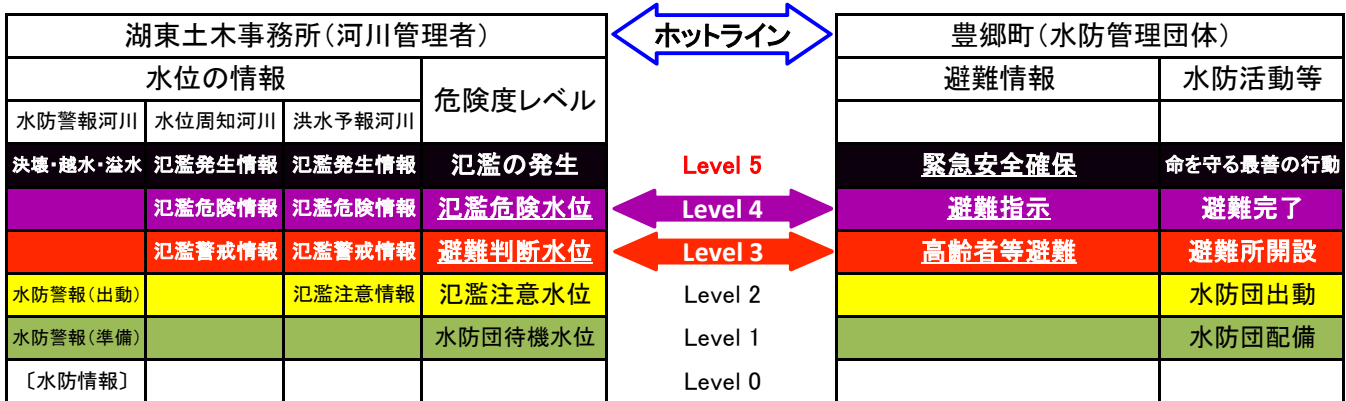 湖東土木事務所(河川管理者) ホットライン 豊郷町(水防管理団体)
水位の情報 危険度レベル 避難情報 水防活動等
水防警報河川 水位周知河川 洪水予報河川
決壊・越水・溢水 氾濫発生情報 氾濫発生情報 氾濫の発生 Level 5 緊急安全確保 命を守る最善の行動
氾濫危険情報 氾濫危険情報 氾濫危険水位 Level 4 避難指示 避難完了
氾濫警戒情報 氾濫警戒情報 避難判断水位 Level 3 高齢者等避難 避難所開設
水防警報(出動) 氾濫注意情報 氾濫注意水位 Level 2 水防団出動
水防警報(準備) 水防団待機水位 Level 1 水防団配備
〔水防情報〕 Level 0